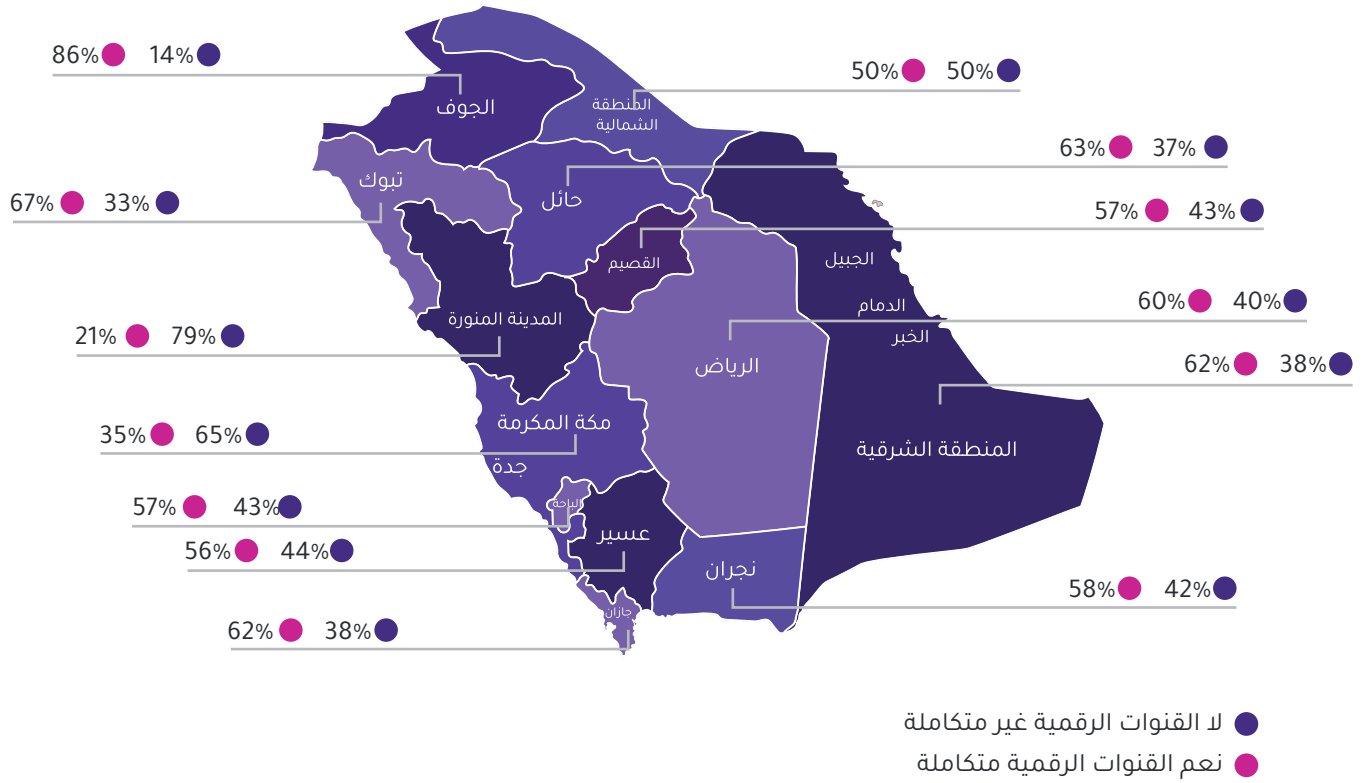 86% 14%
50% 50%
الجوف
المنطقة
الشمالية
63% 37%
تبوك
حائل
67% 33%
57% 43%
القصيم
الجبيل
60% 40%
الدمام
المدينة المنورة
21% 79%
الخبر
الرياض
62% 38%
مكة المكرمة
35% 65%
المنطقة الشرقية
جدة
الباحة
57% 43%
عسير
56% 44%
نجران
58% 42%
جازان
62% 38%
لا القنوات الرقمية غير متكاملة
نعم القنوات الرقمية متكاملة